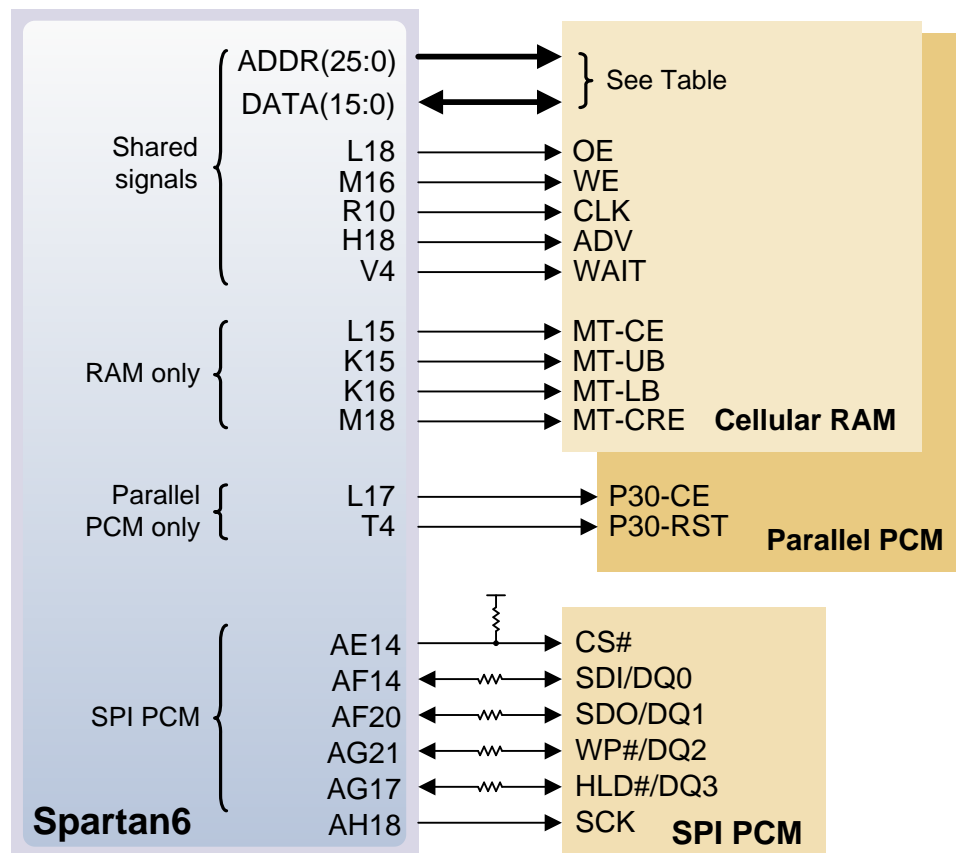 ADDR(25:0)
DATA(15:0)
See Table
Shared
signals
L18 OE
M16 WE
R10 CLK
H18 ADV
V4 WAIT
RAM only
L15 MT-CE
K15 MT-UB
K16 MT-LB
M18 MT-CRE
Cellular RAM
Parallel
PCM only
L17 P30-CE
T4 P30-RST
Parallel PCM
SPI PCM
AE14 CS#
AF14 SDI/DQ0
AF20 SDO/DQ1
AG21 WP#/DQ2
AG17 HLD#/DQ3
AH18 SCK
Spartan6
SPI PCM